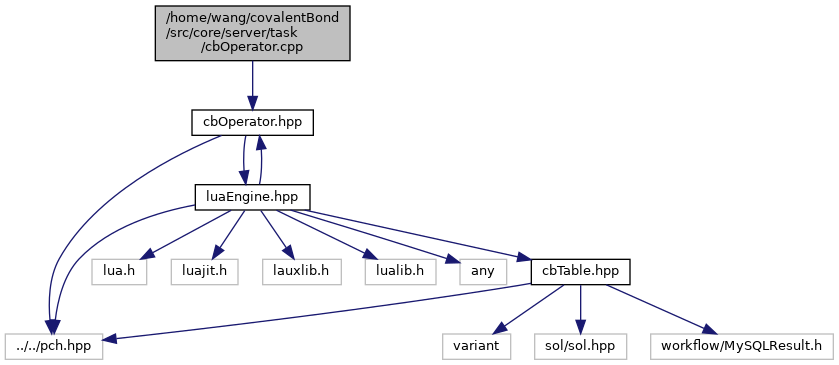 /home/wang/covalentBond
/src/core/server/task
/cbOperator.cpp
cbOperator.hpp
luaEngine.hpp
lua.h
luajit.h
lauxlib.h
lualib.h
any
cbTable.hpp
../../pch.hpp
variant
sol/sol.hpp
workflow/MySQLResult.h